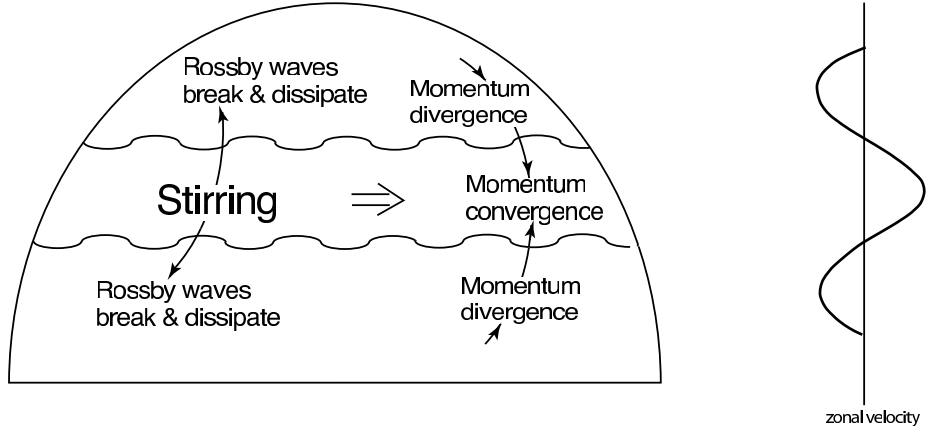 Rossby waves
break & dissipate
Momentum
divergence
Stirring
Momentum
convergence
Rossby waves
break & dissipate
Momentum
divergence
zonal velocity